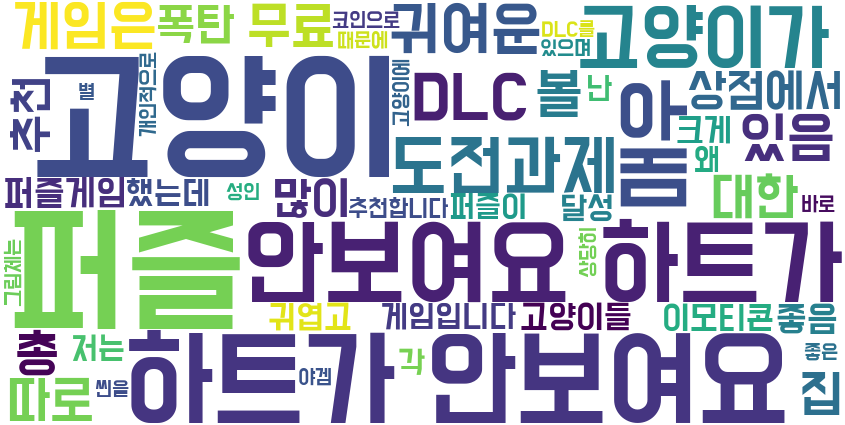 게임은 폭탄 무료 코인으로 때문에 귀여운 DLC를 있으며 고양이가
추천 별 고양이 개인적으로 고양이에 DLC 볼 난 아 상점에서
도전과제 봄 크게 왜 있음
퍼즐게임 했는데 성인 많이 추천합니다 퍼즐이 달성 대한 바로
그림체는 퍼즐 안보여요 상당히 하트가
귀엽고 게임입니다 고양이들 이모티콘 좋음
총 저는 하트가 안보여요 좋은
따로 씬을 야겜 각 집